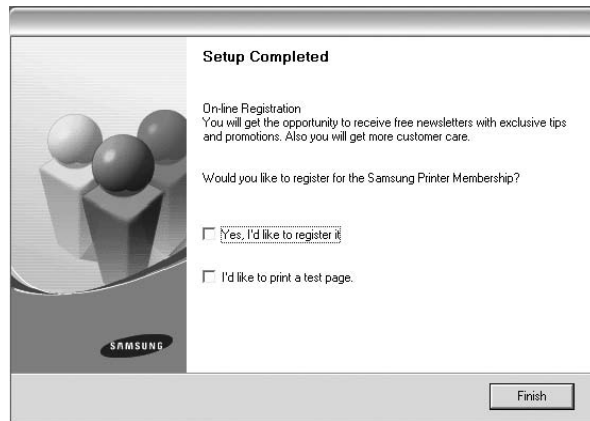 Setup Completed
On-line Registration
You will get the opportunity to receive free newsletters with exclusive tips
and promotions. Also you will get more customer care.
Would you like to register for the Samsung Printer Membership?
Yes, I'd like to register it
I'd like to print a test page.
SAMSUNG
Finish